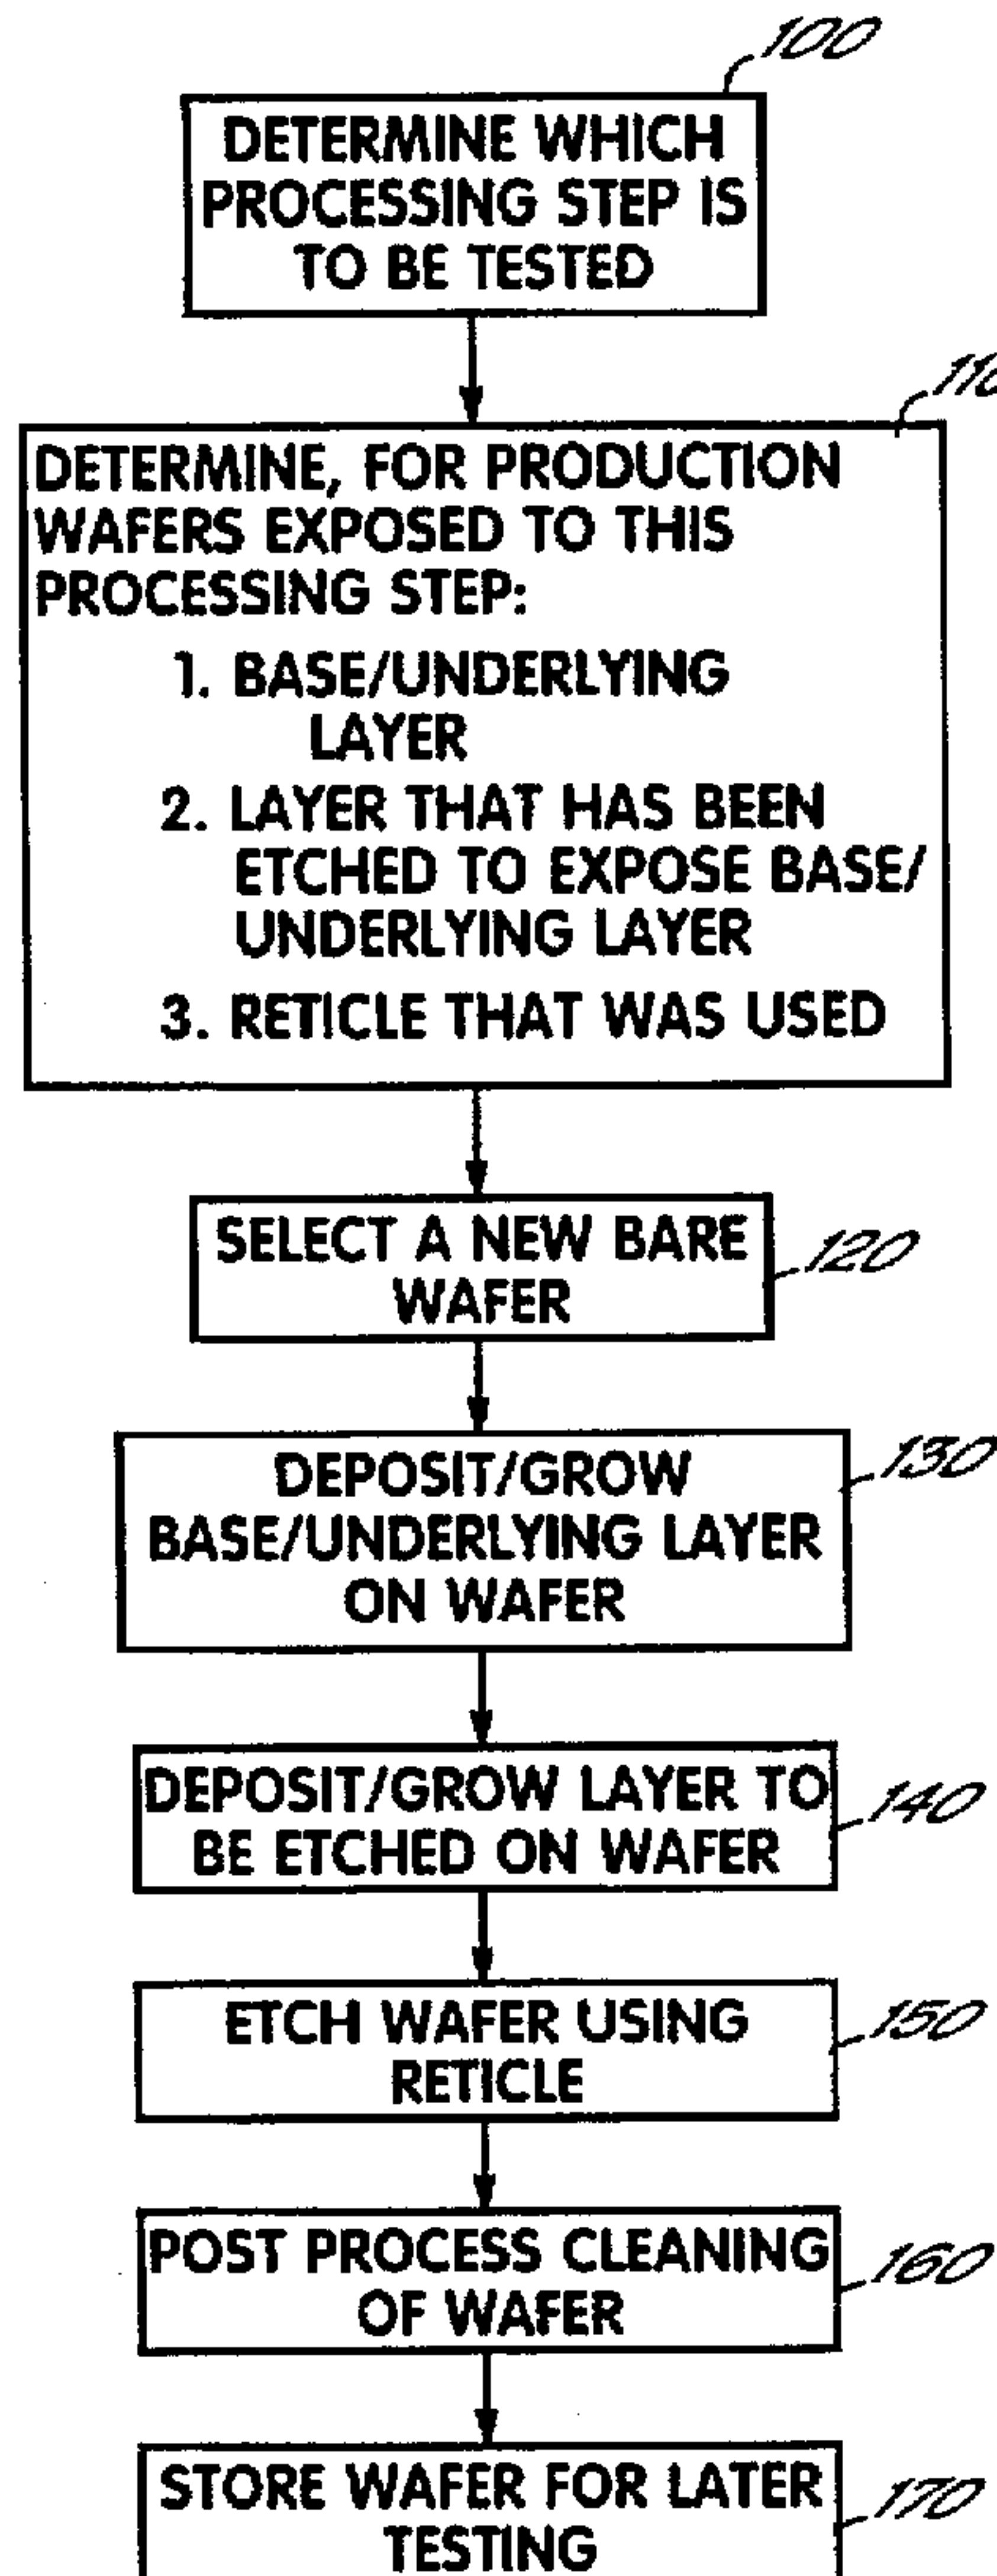 100
DETERMINE WHICH
PROCESSING STEP IS
TO BE TESTED
110
DETERMINE, FOR PRODUCTION
WAFERS EXPOSED TO THIS
PROCESSING STEP:
1. BASE/UNDERLYING
LAYER
2. LAYER THAT HAS BEEN
ETCHED TO EXPOSE BASE/
UNDERLYING LAYER
3. RETICLE THAT WAS USED
SELECT A NEW BARE
WAFER
120
DEPOSIT/GROW
BASE/UNDERLYING LAYER
ON WAFER
130
DEPOSIT/GROW LAYER TO
BE ETCHED ON WAFER
140
ETCH WAFER USING
RETICLE
150
POST PROCESS CLEANING
OF WAFER
160
STORE WAFER FOR LATER
TESTING
170